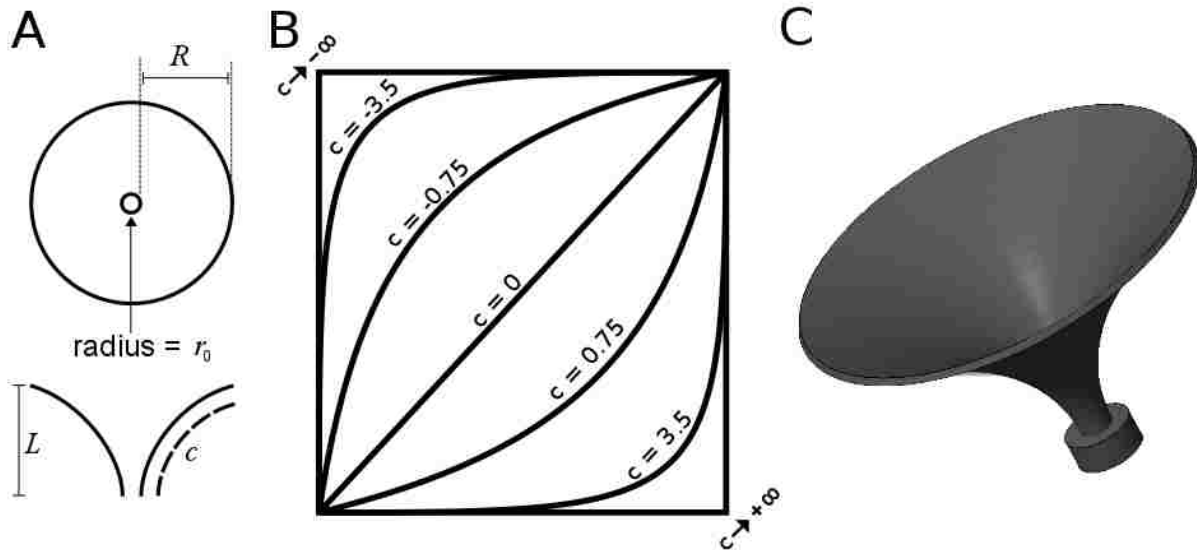 A
R
radius = r₀
L
c
B
c→-∞
c = -3.5
c = -0.75
c = 0
c = 0.75
c = 3.5
c→+∞
C